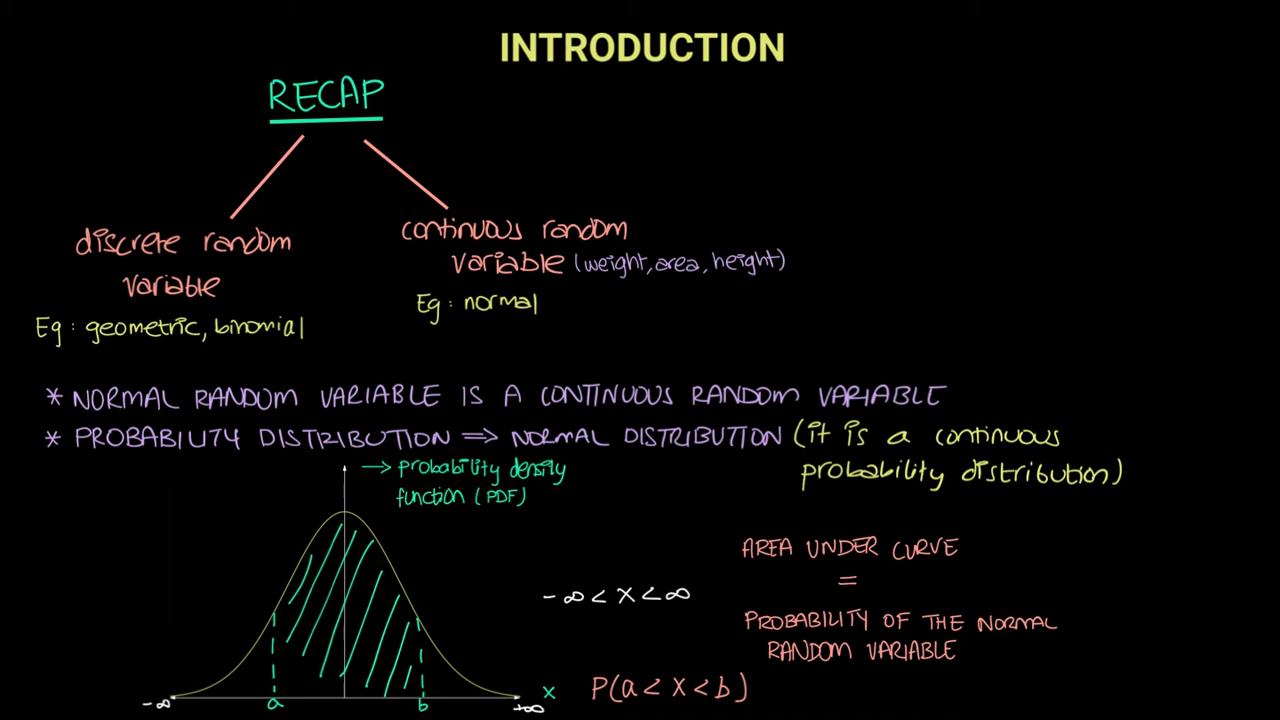 INTRODUCTION
RECAP
discrete random
variable
Eg : geometric, binomial
continuous random
variable (weight, area, height)
Eg : normal
* NORMAL RANDOM VARIABLE IS A CONTINUOUS RANDOM VARIABLE
* PROBABILITY DISTRIBUTION ⟹ NORMAL DISTRIBUTION (it is a continuous
probability distribution)
→ probability density
function (PDF)
AREA UNDER CURVE
=
PROBABILITY OF THE NORMAL
RANDOM VARIABLE
-∞ < X < ∞
P(a < X < b)
-∞ a b +∞ x